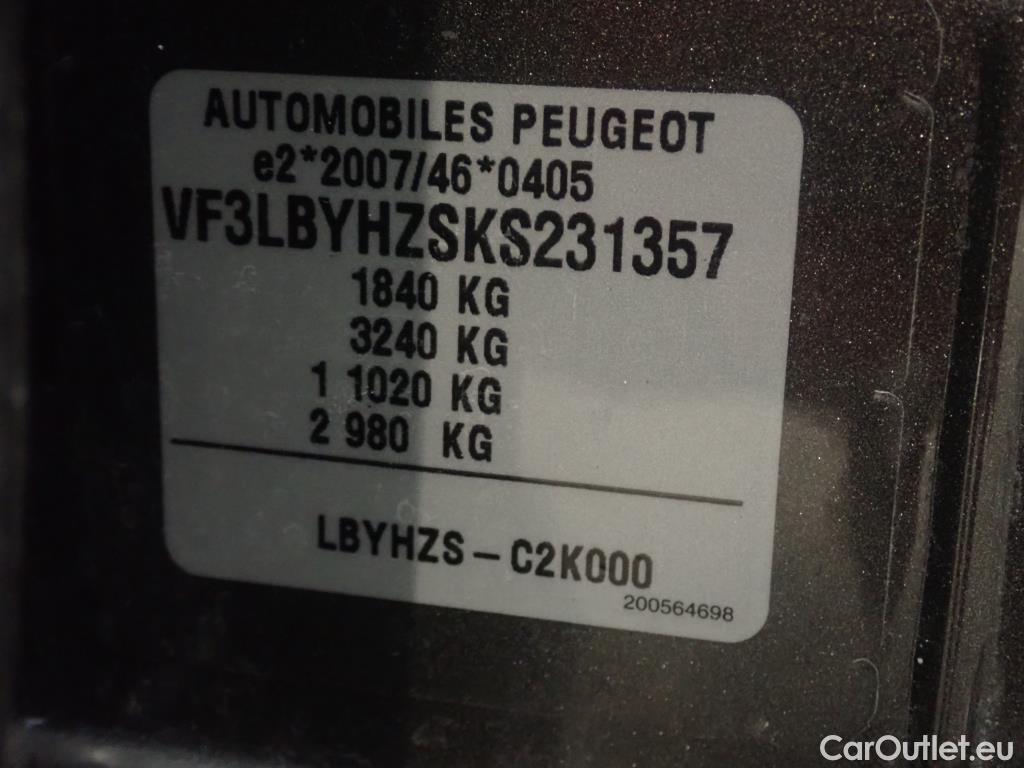 AUTOMOBILES PEUGEOT
e2*2007/46*0405
VF3LBYHZSKS231357
1840 KG
3240 KG
1 1020 KG
2 980 KG
LBYHZS – C2K000
200564698
CarOutlet.eu